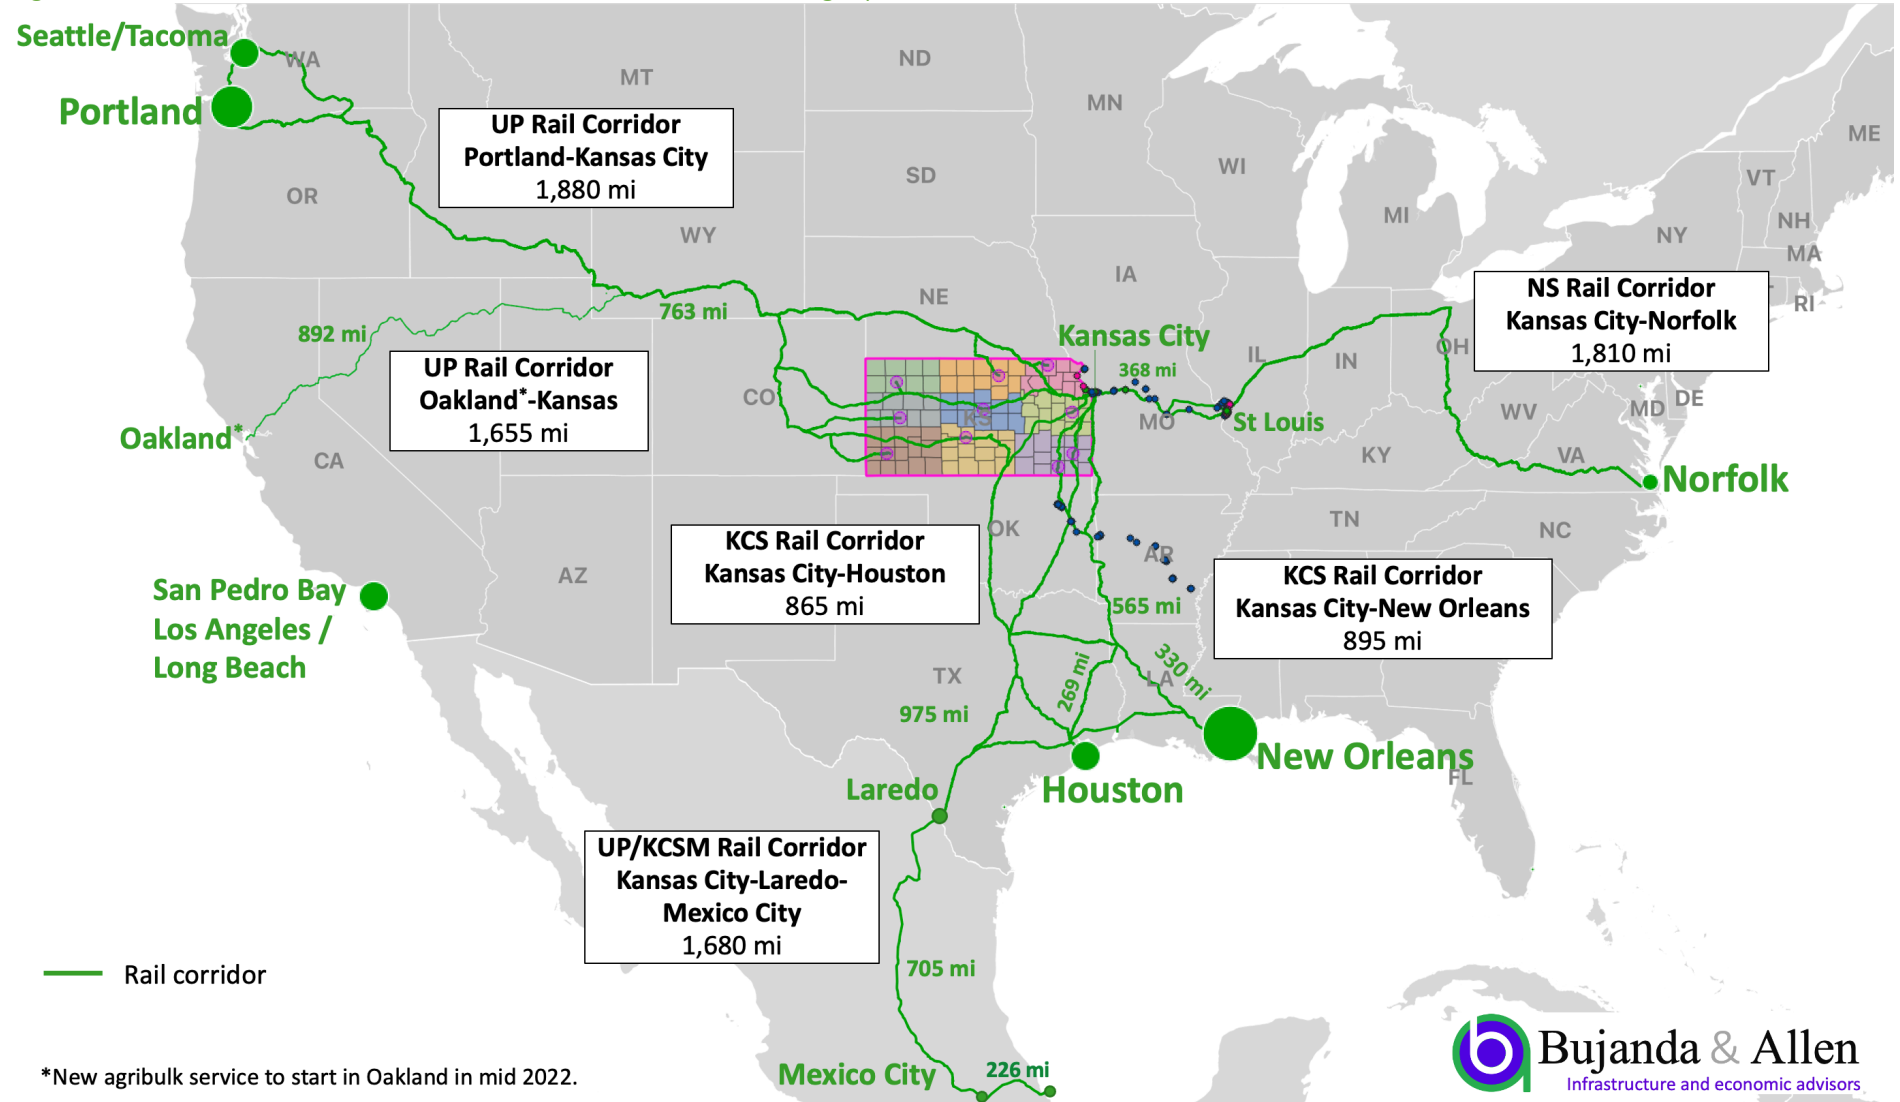 Seattle/Tacoma
WA
MT
ND
MN
ME
Portland
UP Rail Corridor
Portland-Kansas City
1,880 mi
OR
SD
WI
MI
VT
NH
NY
MA
WY
IA
NE
RI
NS Rail Corridor
Kansas City-Norfolk
1,810 mi
763 mi
892 mi
Kansas City
368 mi
IL
IN
OH
UP Rail Corridor
Oakland*-Kansas
1,655 mi
CO
KS
MO
St Louis
WV
MD
DE
Oakland*
CA
KY
VA
Norfolk
OK
TN
NC
KCS Rail Corridor
Kansas City-Houston
865 mi
AR
AZ
San Pedro Bay
Los Angeles /
Long Beach
565 mi
KCS Rail Corridor
Kansas City-New Orleans
895 mi
TX
269 mi
330 mi
LA
975 mi
New Orleans
FL
Laredo
Houston
UP/KCSM Rail Corridor
Kansas City-Laredo-
Mexico City
1,680 mi
705 mi
Rail corridor
Mexico City
226 mi
*New agribulk service to start in Oakland in mid 2022.
Bujanda & Allen
Infrastructure and economic advisors